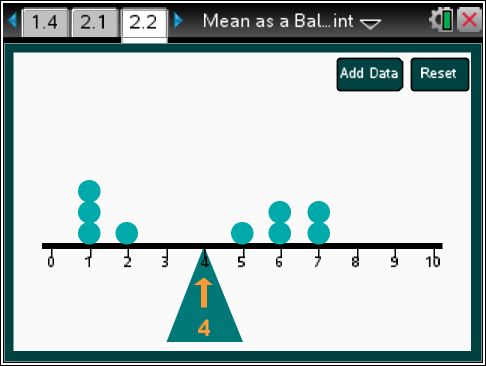 1.4 2.1 2.2 Mean as a Bal...int
Add Data Reset
0 1 2 3 4 5 6 7 8 9 10
4